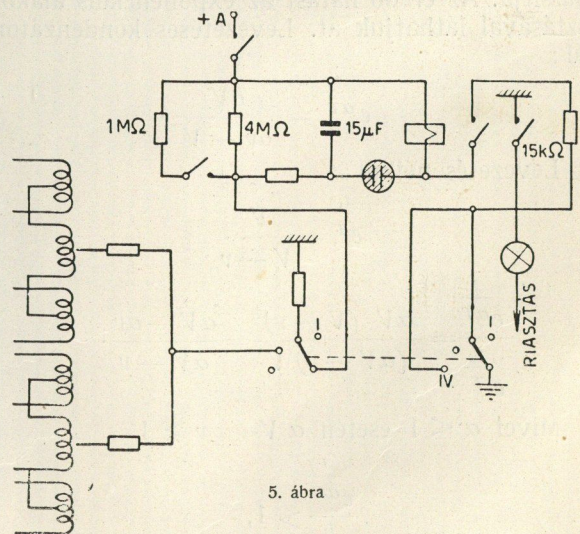 +A
1MΩ
4MΩ
15μF
15kΩ
I
I
IV.
RIASZTÁS
5. ábra